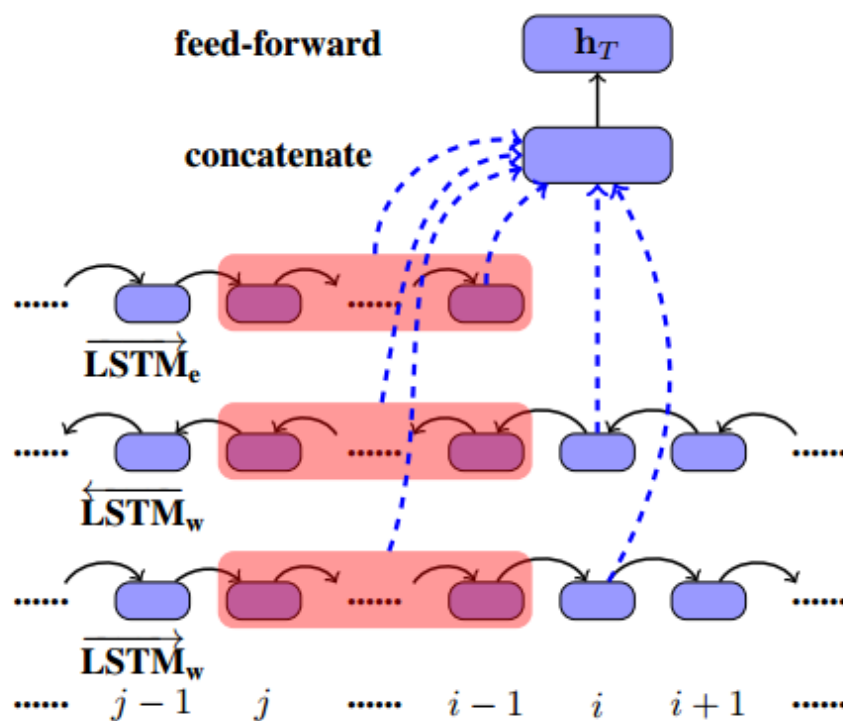 feed-forward h_T
concatenate
...... ......
→LSTM_e
...... ...... ......
←LSTM_w
...... ...... ......
→LSTM_w
...... j − 1 j ...... i − 1 i i + 1 ......